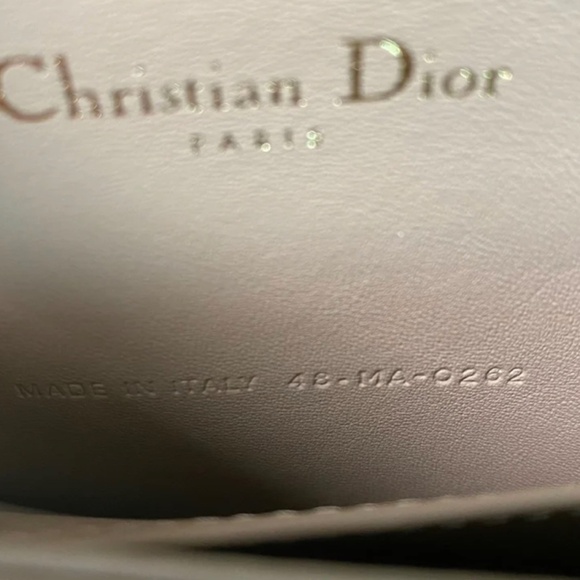 Christian Dior
PARIS
MADE IN ITALY 48-MA-0262